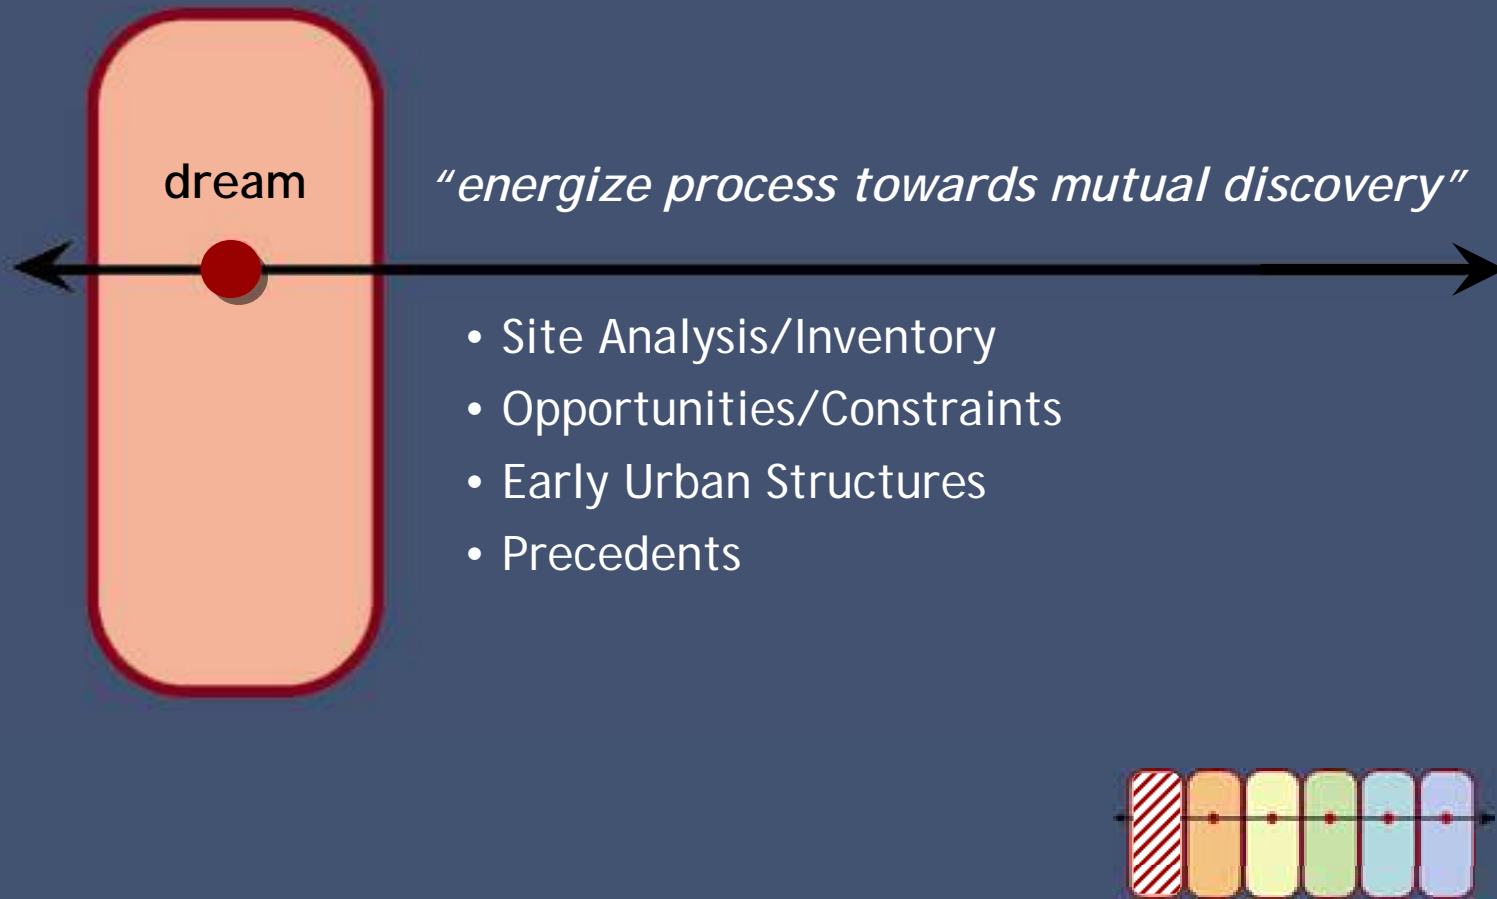 dream
“energize process towards mutual discovery”
• Site Analysis/Inventory
• Opportunities/Constraints
• Early Urban Structures
• Precedents